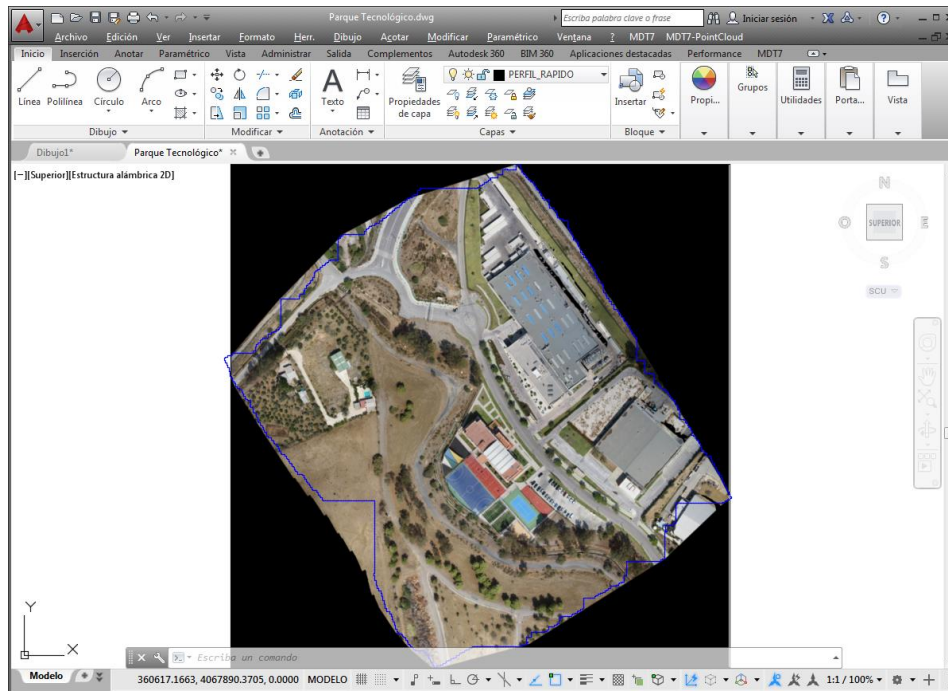 Parque Tecnológico.dwg
Escriba palabra clave o frase
Iniciar sesión
Archivo Edición Ver Insertar Formato Herr. Dibujo Acotar Modificar Paramétrico Ventana ? MDT7 MDT7-PointCloud
Inicio Inserción Anotar Paramétrico Vista Administrar Salida Complementos Autodesk 360 BIM 360 Aplicaciones destacadas Performance MDT7
PERFIL_RAPIDO
Línea Polilínea Círculo Arco Texto Propiedades de capa Insertar Propi... Grupos Utilidades Porta... Vista
Dibujo Modificar Anotación Capas Bloque
Dibujo1* Parque Tecnológico*
[−][Superior][Estructura alámbrica 2D]
N
O SUPERIOR E
S
SCU
Y
X
Escriba un comando
Modelo 360617.1663, 4067890.3705, 0.0000 MODELO 1:1 / 100%